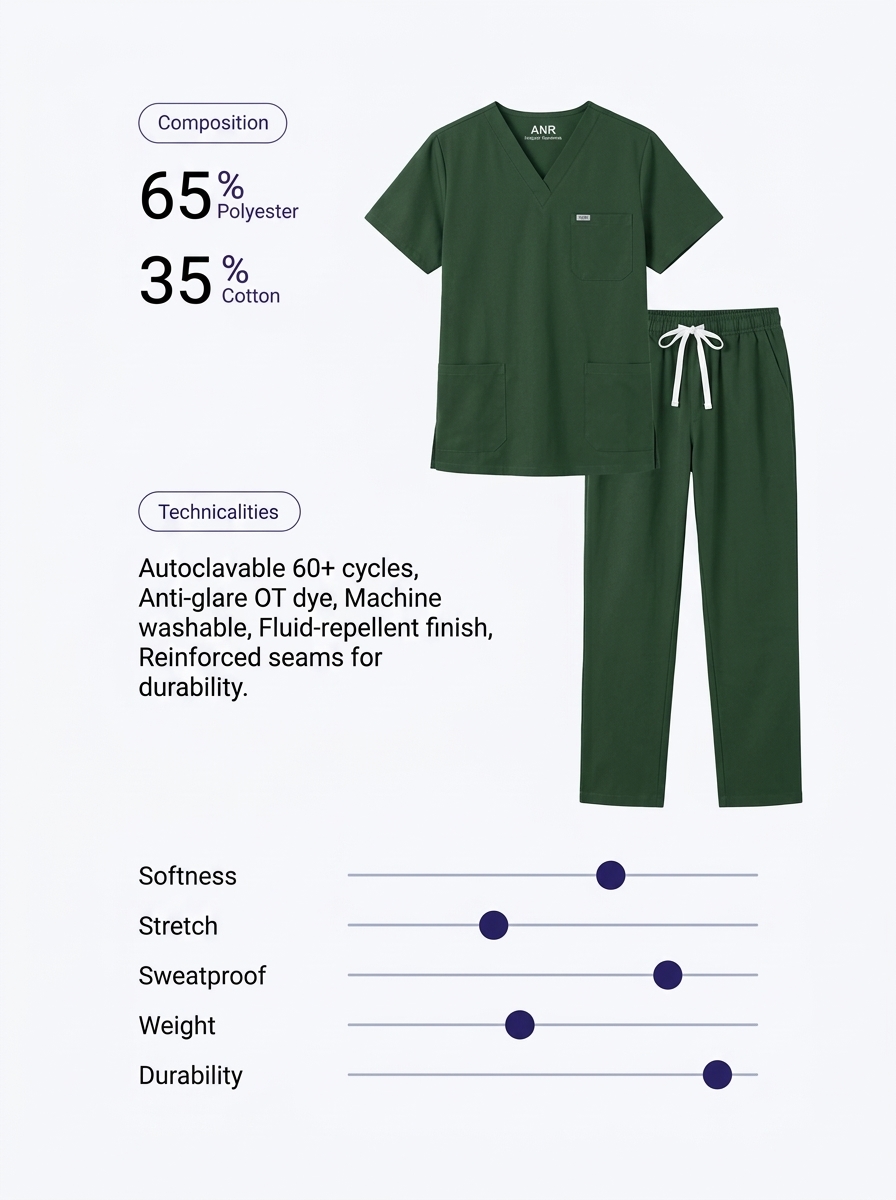 Composition
65%
Polyester
35%
Cotton
ANR
Technicalities
Autoclavable 60+ cycles,
Anti-glare OT dye, Machine
washable, Fluid-repellent finish,
Reinforced seams for
durability.
Softness
Stretch
Sweatproof
Weight
Durability